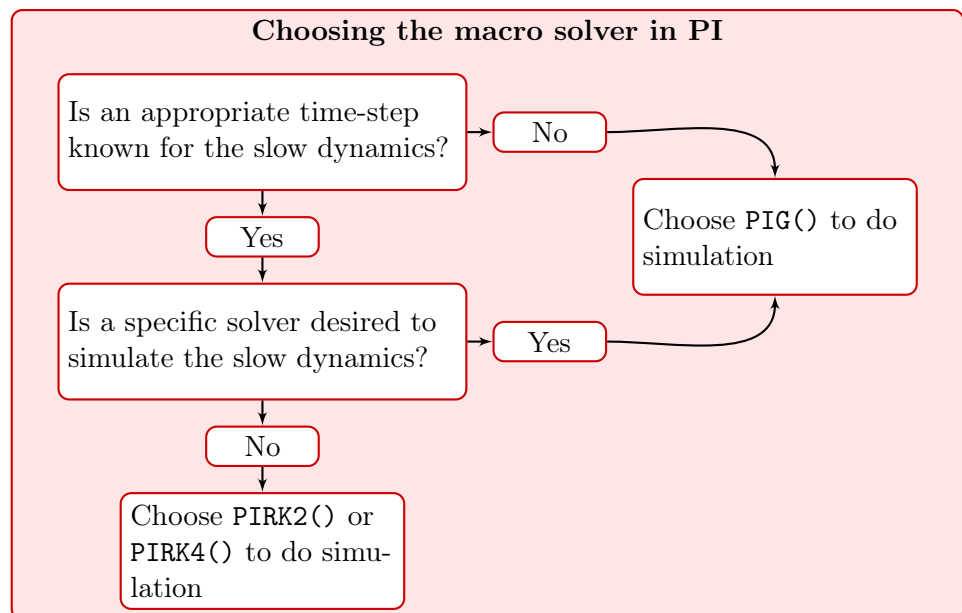 Choosing the macro solver in PI
Is an appropriate time-step
known for the slow dynamics?
No
Choose PIG() to do
simulation
Yes
Is a specific solver desired to
simulate the slow dynamics?
Yes
No
Choose PIRK2() or
PIRK4() to do simu-
lation